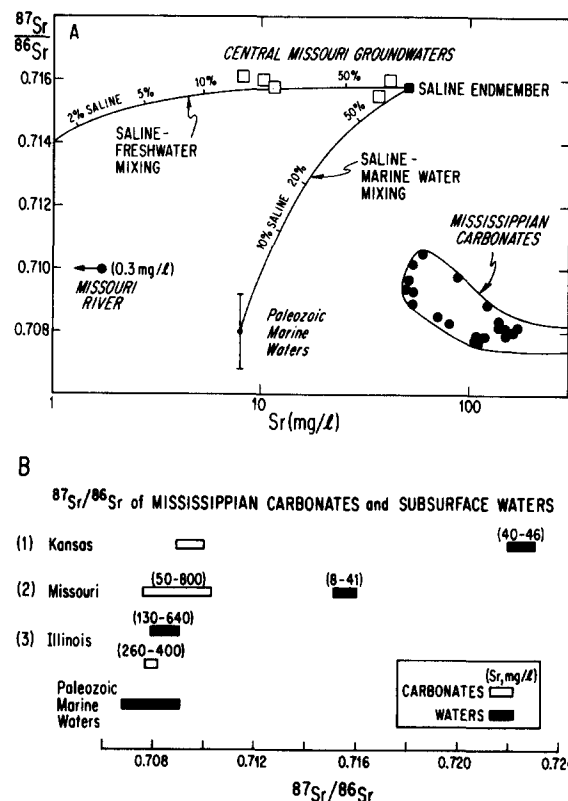 87Sr
86Sr
A
CENTRAL MISSOURI GROUNDWATERS
0.716
0.714
0.712
0.710
0.708
2% SALINE
5%
10%
50%
SALINE ENDMEMBER
SALINE-
FRESHWATER
MIXING
50%
20%
10% SALINE
SALINE-
MARINE WATER
MIXING
MISSISSIPPIAN
CARBONATES
(0.3 mg/ℓ)
MISSOURI
RIVER
Paleozoic
Marine
Waters
1
10
100
Sr(mg/ℓ)
B
87Sr/86Sr of MISSISSIPPIAN CARBONATES and SUBSURFACE WATERS
(1) Kansas
(40-46)
(2) Missouri
(50-800)
(8-41)
(3) Illinois
(130-640)
(260-400)
Paleozoic
Marine
Waters
(Sr,mg/ℓ)
CARBONATES
WATERS
0.708 0.712 0.716 0.720 0.724
87Sr/86Sr